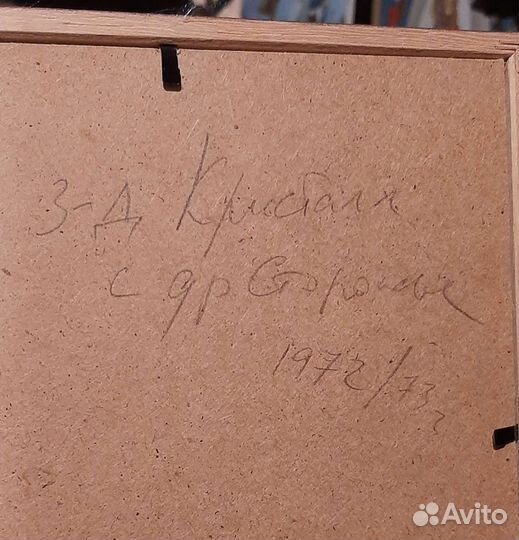 З-д Кристалл
с др стороны
1972/73
?
Avito